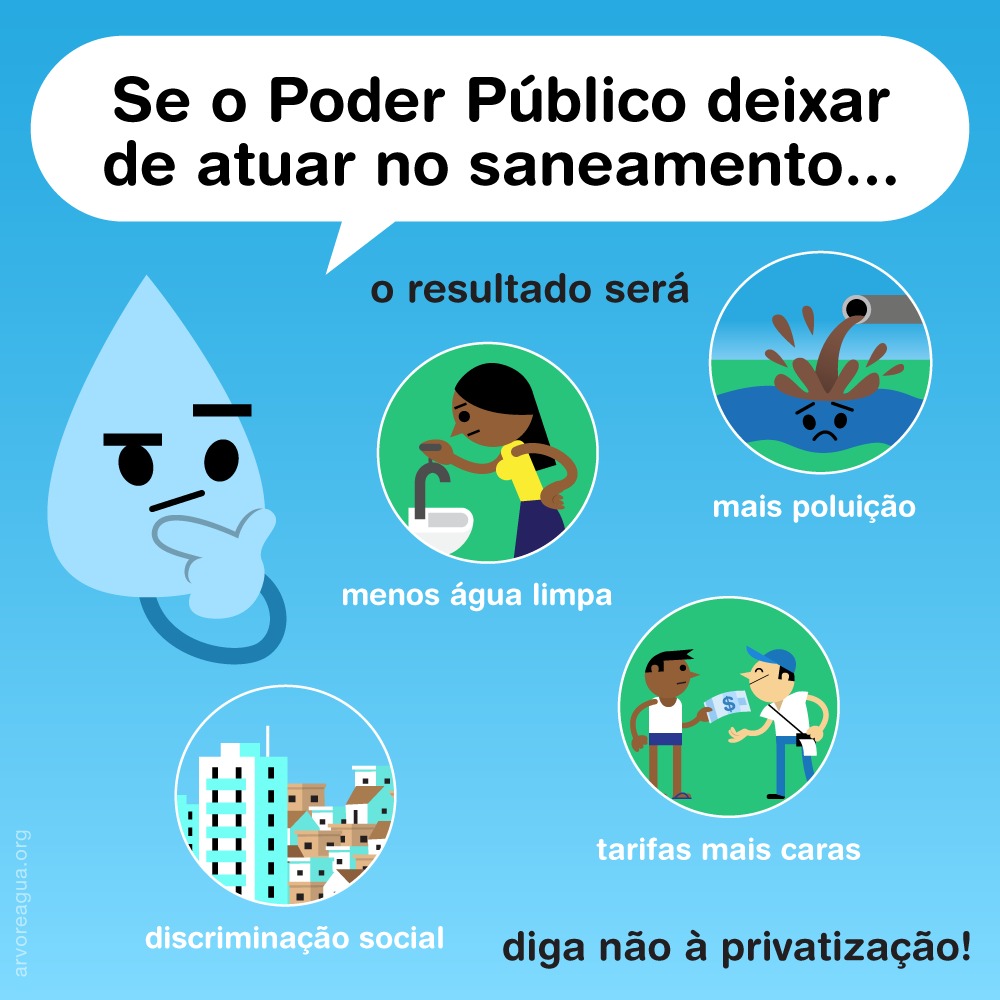 Se o Poder Público deixar
de atuar no saneamento...
o resultado será
mais poluição
menos água limpa
$
tarifas mais caras
discriminação social
diga não à privatização!
arvoreagua.org